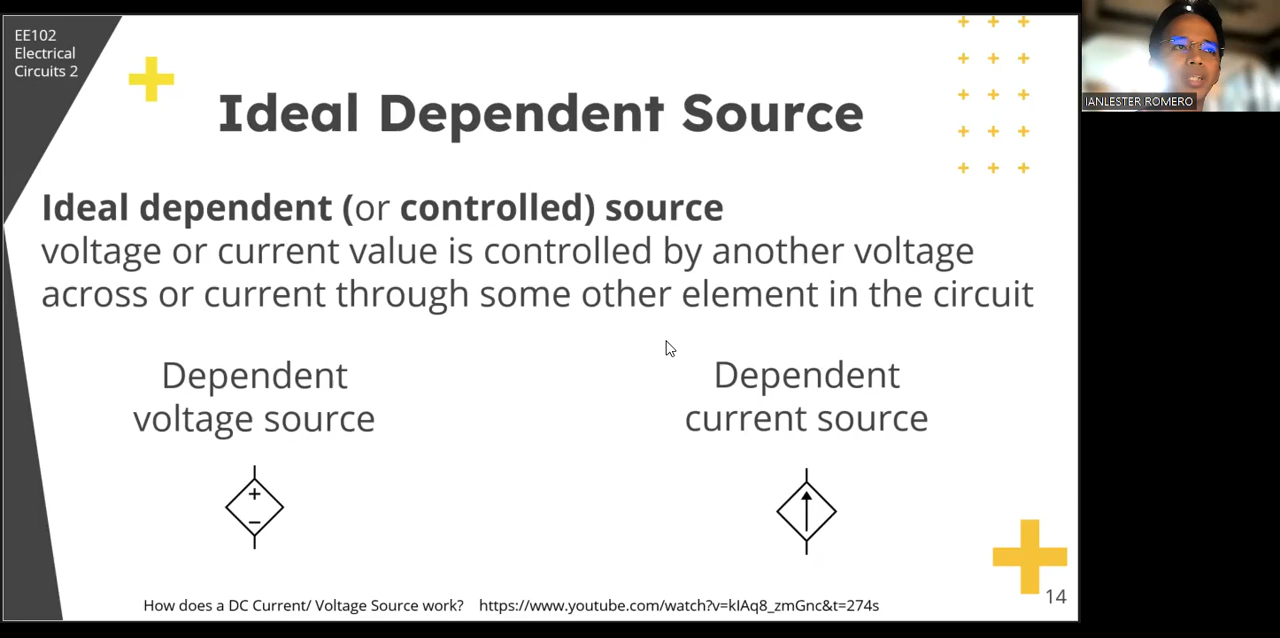 EE102
Electrical
Circuits 2
Ideal Dependent Source
Ideal dependent (or controlled) source
voltage or current value is controlled by another voltage
across or current through some other element in the circuit
Dependent
voltage source
Dependent
current source
How does a DC Current/ Voltage Source work? https://www.youtube.com/watch?v=kIAq8_zmGnc&t=274s
14
IANLESTER ROMERO